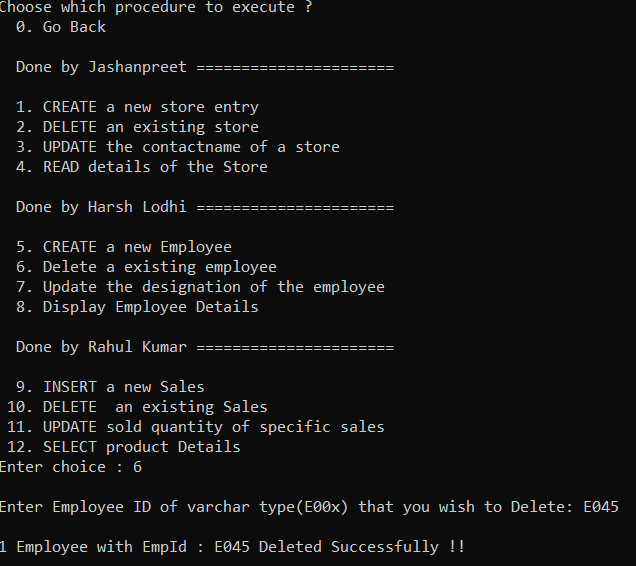 Choose which procedure to execute ?
0. Go Back
Done by Jashanpreet ======================
1. CREATE a new store entry
2. DELETE an existing store
3. UPDATE the contactname of a store
4. READ details of the Store
Done by Harsh Lodhi ======================
5. CREATE a new Employee
6. Delete a existing employee
7. Update the designation of the employee
8. Display Employee Details
Done by Rahul Kumar ======================
9. INSERT a new Sales
10. DELETE  an existing Sales
11. UPDATE sold quantity of specific sales
12. SELECT product Details
Enter choice : 6
Enter Employee ID of varchar type(E00x) that you wish to Delete: E045
1 Employee with EmpId : E045 Deleted Successfully !!